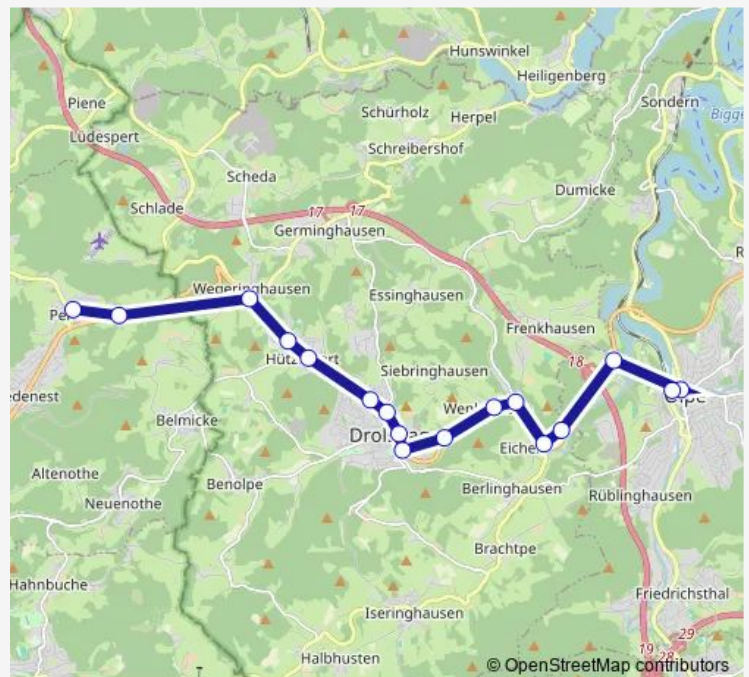 Hunswinkel
Heiligenberg
Piene
Sondern
Schürholz
Herpel
Lüdespert
Schreibershof
Scheda
Dumicke
Schlade
17
17
Germinghausen
Wegeringhausen
Essinghausen
Frenkhausen
18
Siebringhausen
Belmicke
Altenothe
Benolpe
Berlinghausen
Neuenothe
Rüblinghausen
Brachtpe
Hahnbuche
Friedrichsthal
Iseringhausen
29
19
28
Halbhusten
© OpenStreetMap contributors